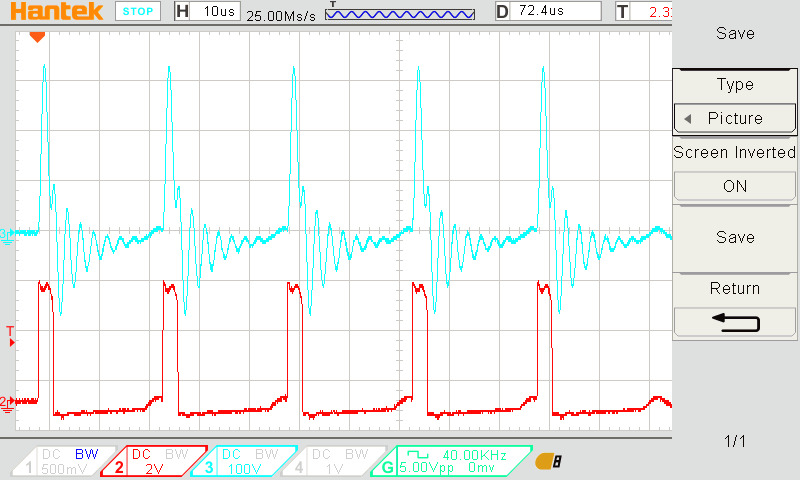 Hantek STOP H 10us 25.00Ms/s T D 72.4us T 2.3
Save
Type
Picture
Screen Inverted
ON
Save
Return
3
T
2
1/1
1 DC BW 500mV
2 DC BW 2V
3 DC BW 100V
4 DC BW 1V
G 40.00KHz 5.00Vpp 0mv